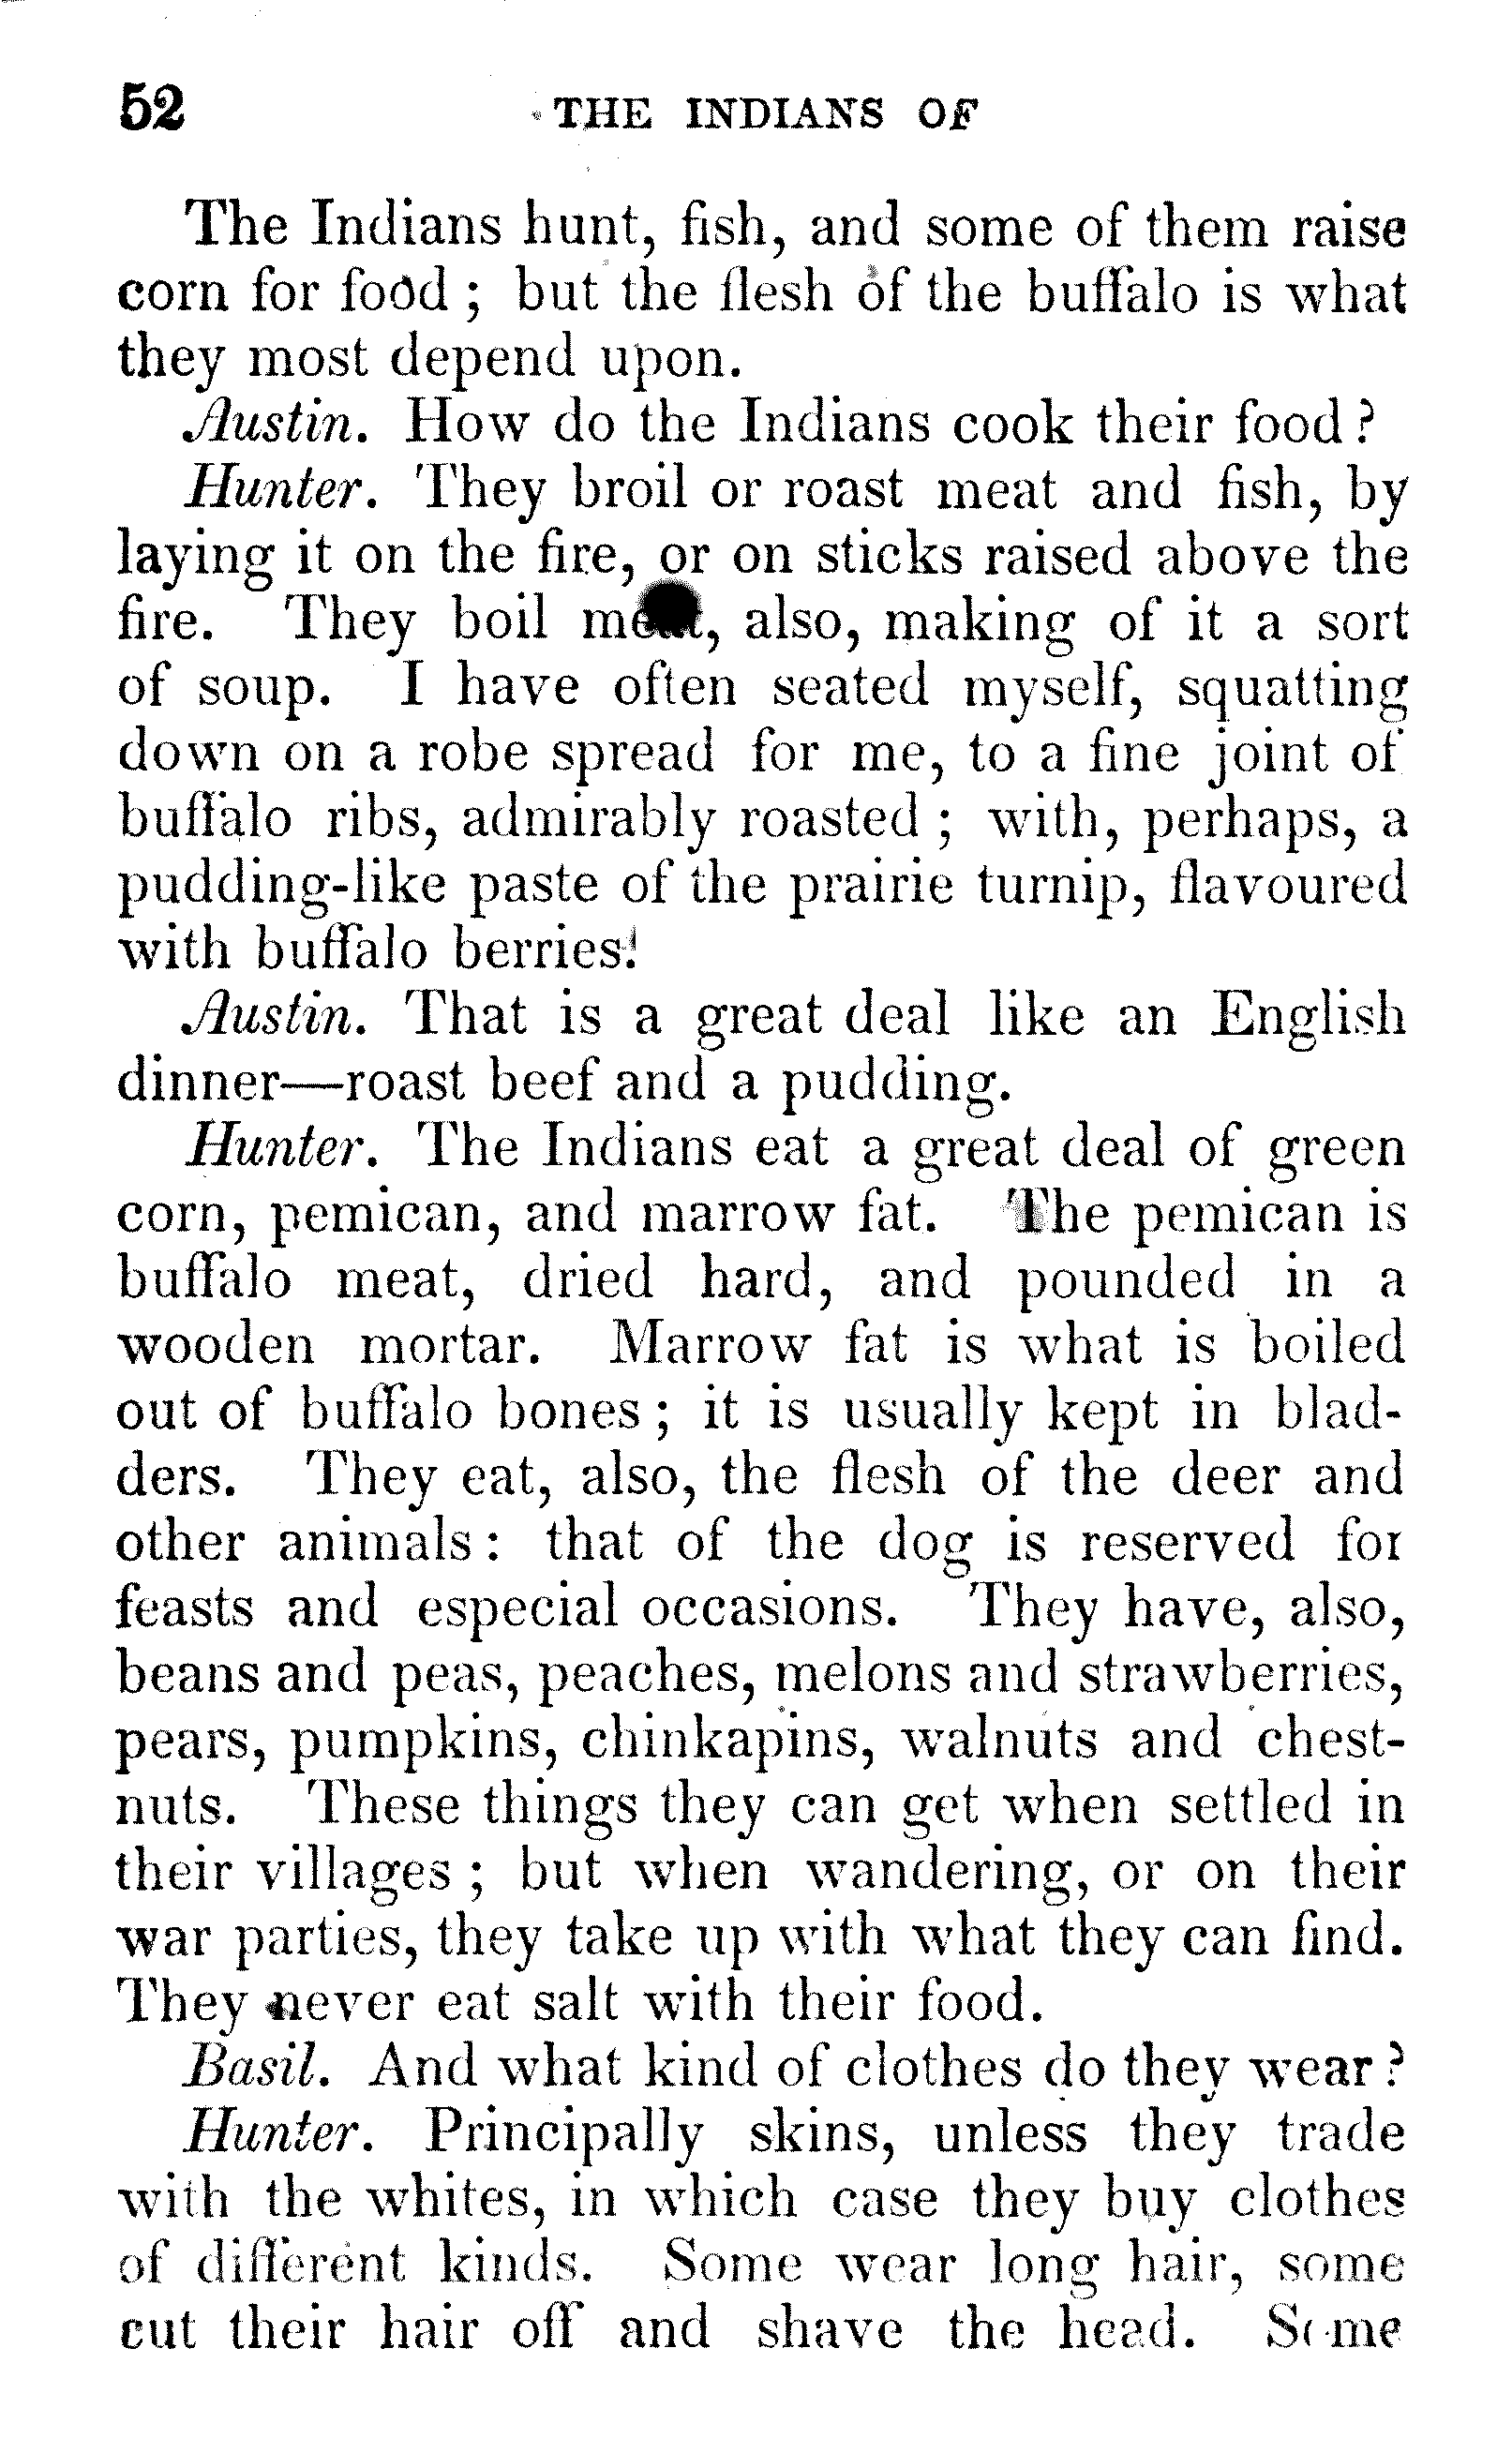 52 THE INDIANS OF
The Indians hunt, fish, and some of them raise
corn for food ; but the flesh of the buffalo is what
they most depend upon.
Austin. How do the Indians cook their food ?
Hunter. They broil or roast meat and fish, by
laying it on the fire, or on sticks raised above the
fire. They boil meat, also, making of it a sort
of soup. I have often seated myself, squatting
down on a robe spread for me, to a fine joint of
buffalo ribs, admirably roasted ; with, perhaps, a
pudding-like paste of the prairie turnip, flavoured
with buffalo berries.
Austin. That is a great deal like an English
dinner—roast beef and a pudding.
Hunter. The Indians eat a great deal of green
corn, pemican, and marrow fat. The pemican is
buffalo meat, dried hard, and pounded in a
wooden mortar. Marrow fat is what is boiled
out of buffalo bones ; it is usually kept in blad-
ders. They eat, also, the flesh of the deer and
other animals : that of the dog is reserved for
feasts and especial occasions. They have, also,
beans and peas, peaches, melons and strawberries,
pears, pumpkins, chinkapins, walnuts and chest-
nuts. These things they can get when settled in
their villages ; but when wandering, or on their
war parties, they take up with what they can find.
They never eat salt with their food.
Basil. And what kind of clothes do they wear ?
Hunter. Principally skins, unless they trade
with the whites, in which case they buy clothes
of different kinds. Some wear long hair, some
cut their hair off and shave the head. Some